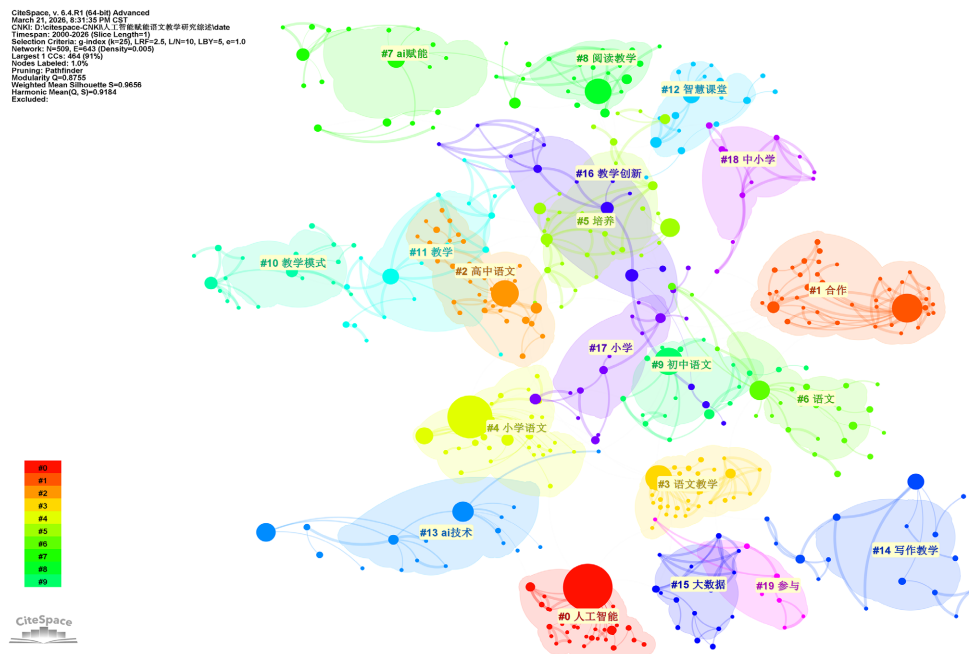 CiteSpace, v. 6.4.R1 (64-bit) Advanced
March 21, 2026, 8:31:35 PM CST
CNKI: D:\citespace-CNKI\人工智能赋能语文教学研究综述\date
Timespan: 2000-2026 (Slice Length=1)
Selection Criteria: g-index (k=25), LRF=2.5, L/N=10, LBY=5, e=1.0
Network: N=509, E=643 (Density=0.005)
Largest 1 CCs: 464 (91%)
Nodes Labeled: 1.0%
Pruning: Pathfinder
Modularity Q=0.8755
Weighted Mean Silhouette S=0.9656
Harmonic Mean(Q, S)=0.9184
Excluded:
#7 ai赋能
#8 阅读教学
#12 智慧课堂
#18 中小学
#16 教学创新
#5 培养
#11 教学
#10 教学模式
#2 高中语文
#1 合作
#17 小学
#9 初中语文
#6 语文
#4 小学语文
#3 语文教学
#13 ai技术
#14 写作教学
#15 大数据
#19 参与
#0 人工智能
#0
#1
#2
#3
#4
#5
#6
#7
#8
#9
CiteSpace